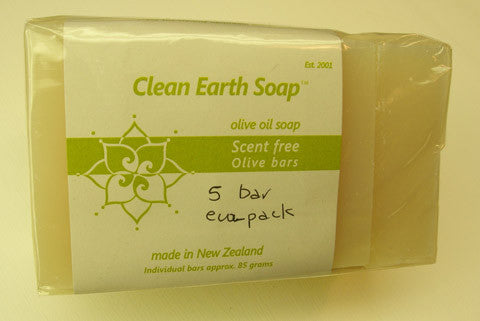 Est. 2001
Clean Earth Soap™
olive oil soap
Scent free
Olive bars
5 bar
eco-pack
made in New Zealand
Individual bars approx. 85 grams